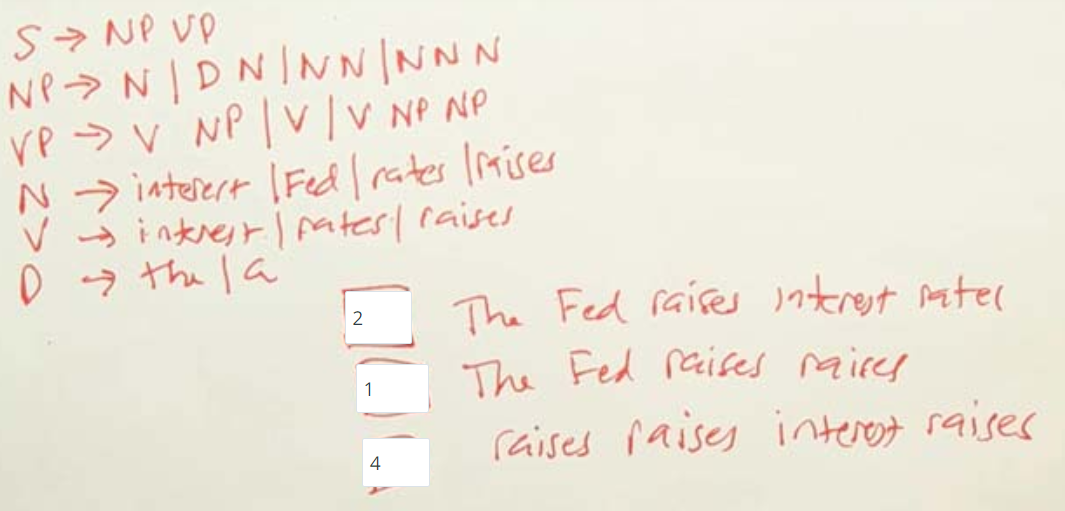 S → NP VP
NP → N | D N | N N | N N N
VP → V NP | V | V NP NP
N → interest | Fed | rates | raises
V → interest | rates | raises
D → the | a
2 The Fed raises interest rates
1 The Fed raises raises
4 raises raises interest raises